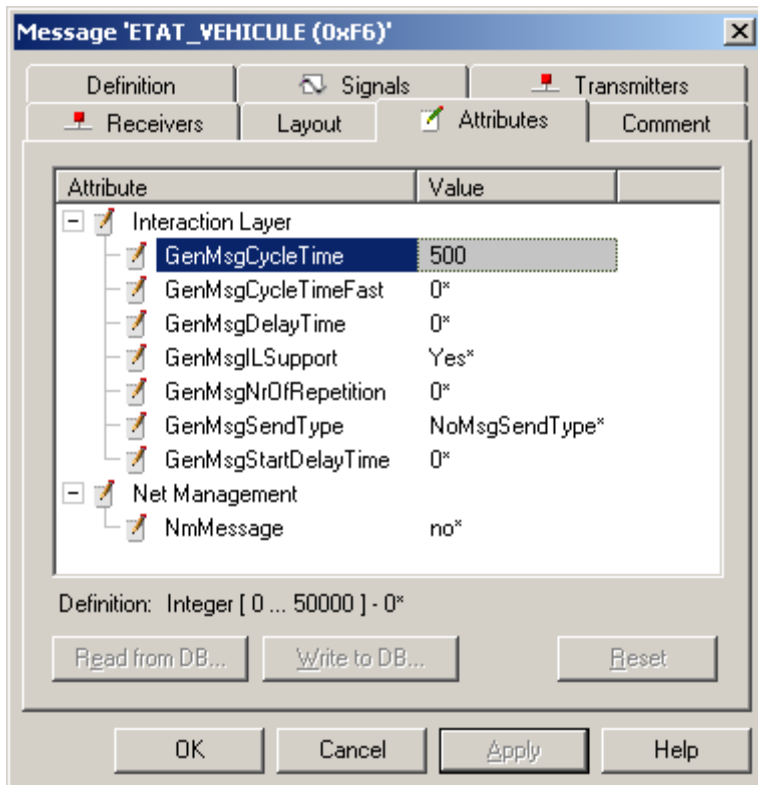 Message 'ETAT_VEHICULE (0xF6)'
Definition Signals Transmitters
Receivers Layout Attributes Comment
Attribute Value
Interaction Layer
GenMsgCycleTime 500
GenMsgCycleTimeFast 0*
GenMsgDelayTime 0*
GenMsgILSupport Yes*
GenMsgNrOfRepetition 0*
GenMsgSendType NoMsgSendType*
GenMsgStartDelayTime 0*
Net Management
NmMessage no*
Definition: Integer [ 0 ... 50000 ] - 0*
Read from DB... Write to DB... Reset
OK Cancel Apply Help